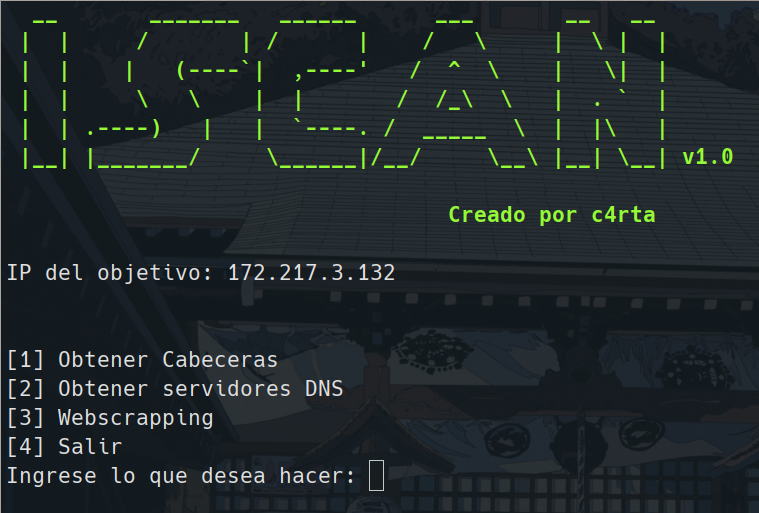 ISCAN v1.0
Creado por c4rta
IP del objetivo: 172.217.3.132
[1] Obtener Cabeceras
[2] Obtener servidores DNS
[3] Webscrapping
[4] Salir
Ingrese lo que desea hacer: